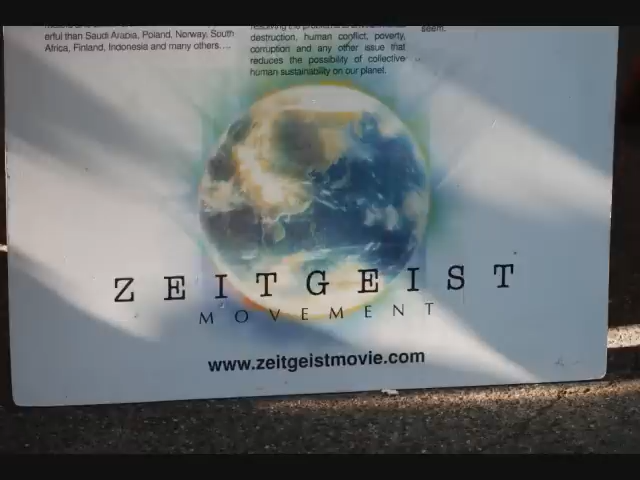 erful than Saudi Arabia, Poland, Norway, South
Africa, Finland, Indonesia and many others....
destruction, human conflict, poverty,
corruption and any other issue that
reduces the possibility of collective
human sustainability on our planet.
seem.
ZEITGEIST
MOVEMENT
www.zeitgeistmovie.com